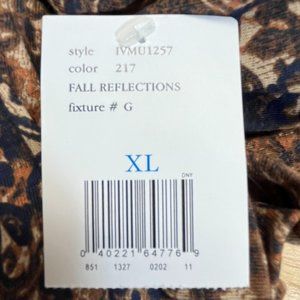 style IVMU1257
color 217
FALL REFLECTIONS
fixture # G
XL
DNY
0 40221 64776 9
851 1327 0202 11